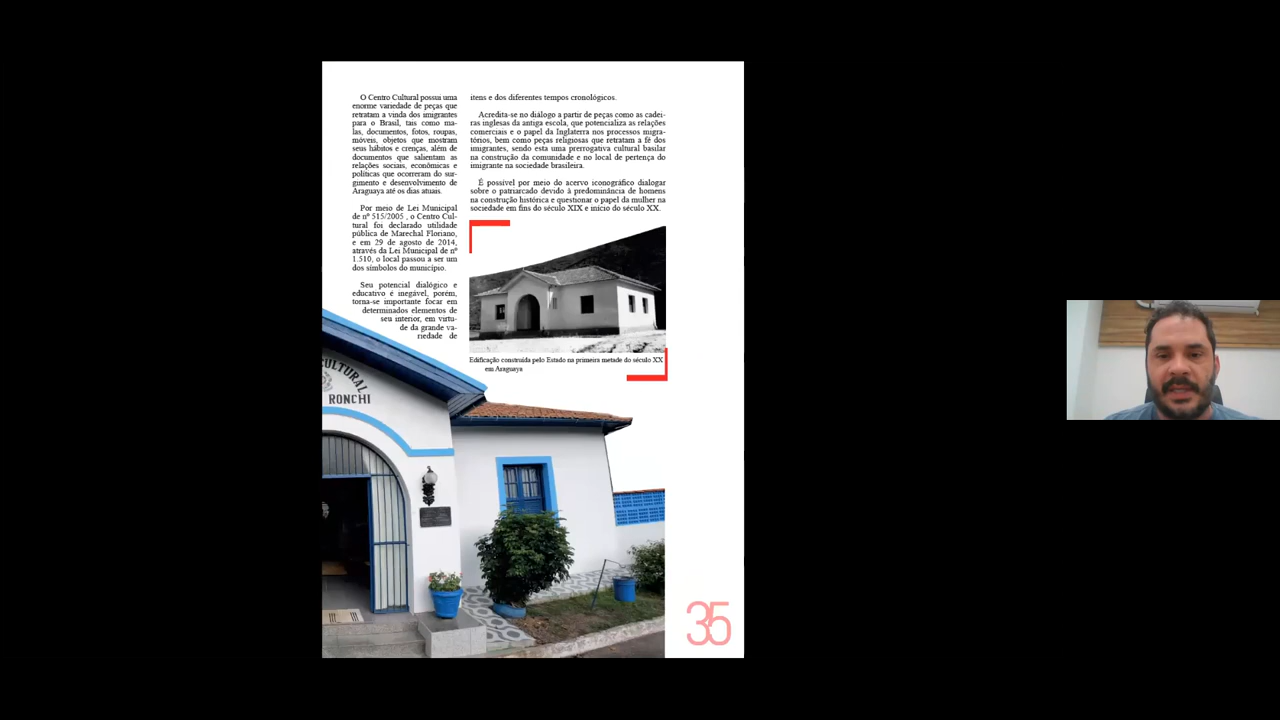 O Centro Cultural possui uma
enorme variedade de peças que
retratam a vinda dos imigrantes
para o Brasil, tais como ma-
las, documentos, fotos, roupas,
móveis, objetos que mostram
seus hábitos e crenças, além de
documentos que salientam as
relações sociais, econômicas e
políticas que ocorreram do sur-
gimento e desenvolvimento de
Araguaya até os dias atuais.
Por meio de Lei Municipal
de nº 515/2005 , o Centro Cul-
tural foi declarado utilidade
pública de Marechal Floriano,
e em 29 de agosto de 2014,
através da Lei Municipal de nº
1.510, o local passou a ser um
dos símbolos do município.
Seu potencial dialógico e
educativo é inegável, porém,
torna-se importante focar em
determinados elementos de
seu interior, em virtu-
de da grande va-
riedade de
itens e dos diferentes tempos cronológicos.
Acredita-se no diálogo a partir de peças como as cadei-
ras inglesas da antiga escola, que potencializa as relações
comerciais e o papel da Inglaterra nos processos migra-
tórios, bem como peças religiosas que retratam a fé dos
imigrantes, sendo esta uma prerrogativa cultural basilar
na construção da comunidade e no local de pertença do
imigrante na sociedade brasileira.
É possível por meio do acervo iconográfico dialogar
sobre o patriarcado devido à predominância de homens
na construção histórica e questionar o papel da mulher na
sociedade em fins do século XIX e início do século XX.
Edificação construída pelo Estado na primeira metade do século XX
em Araguaya
CULTURAL
RONCHI
35